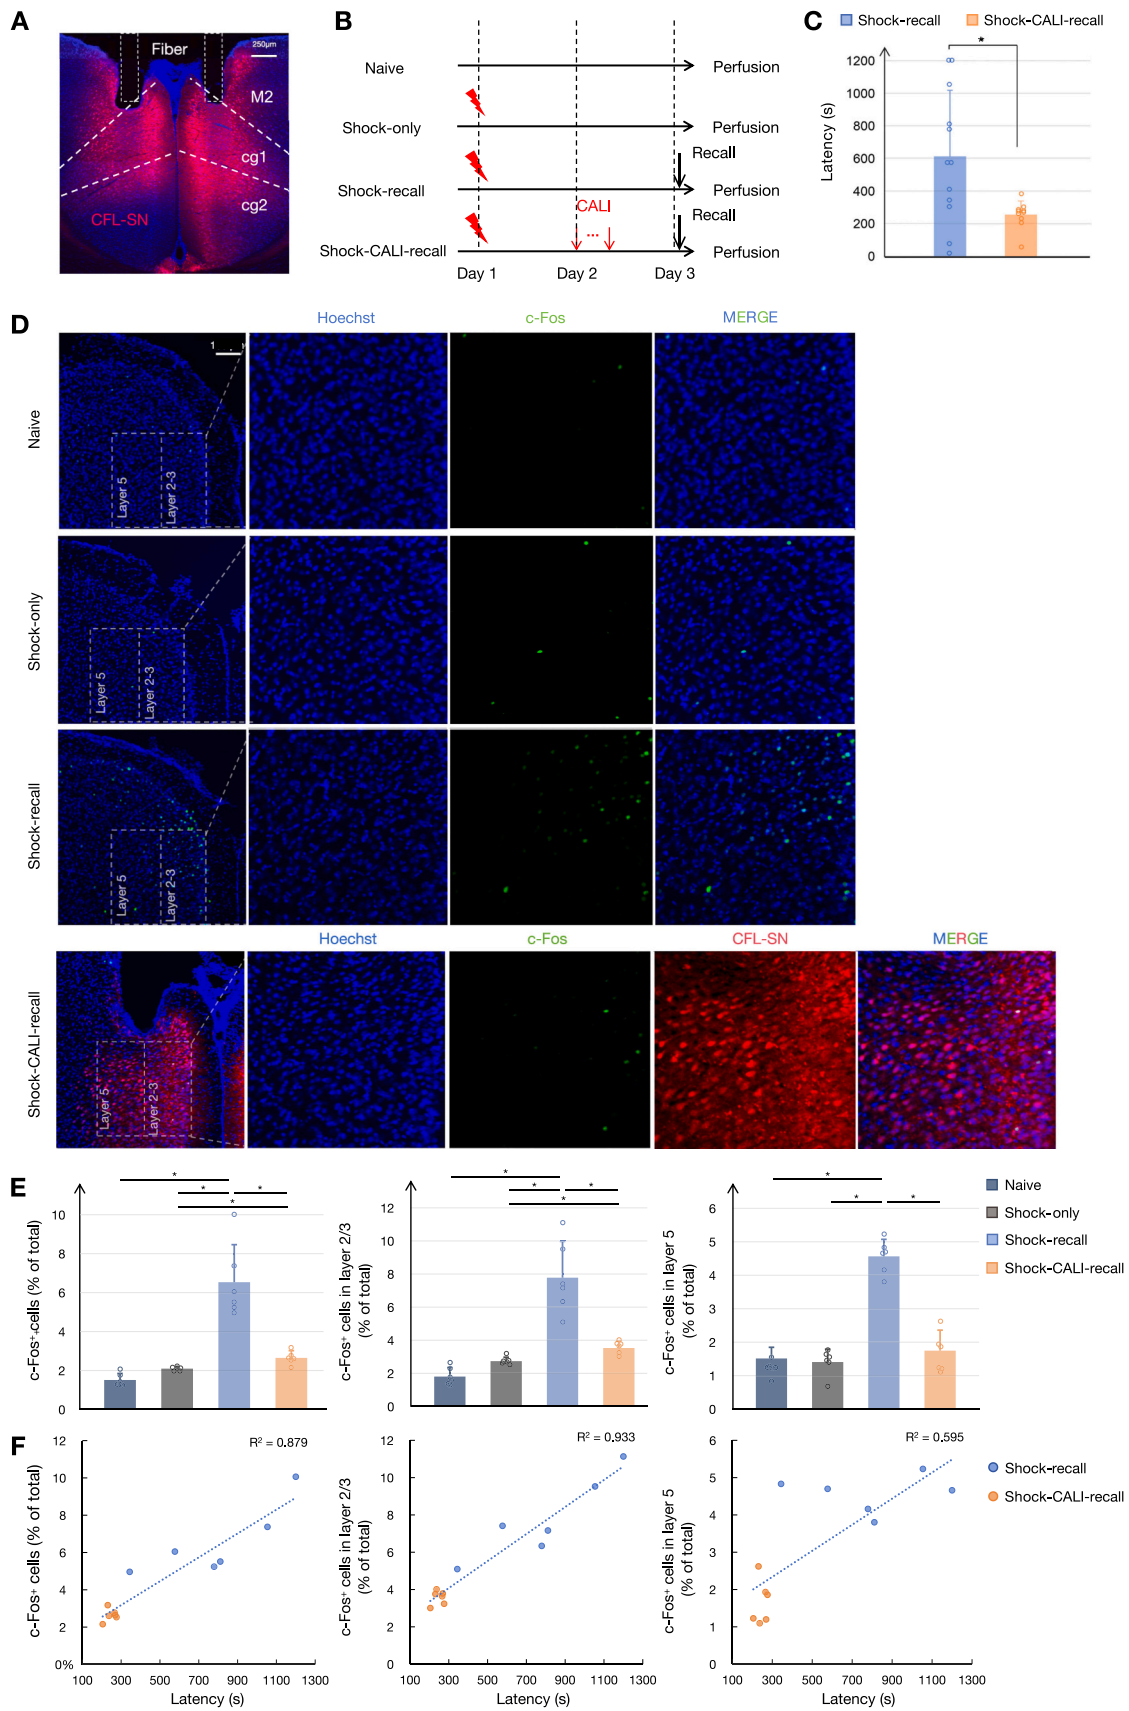 A
Fiber
250μm
M2
cg1
cg2
CFL-SN
B
Naive
Perfusion
Shock-only
Perfusion
Recall
Shock-recall
Perfusion
CALI
...
Recall
Shock-CALI-recall
Perfusion
Day 1
Day 2
Day 3
C
Shock-recall
Shock-CALI-recall
*
Latency (s)
1200
1000
800
600
400
200
0
D
Hoechst
c-Fos
MERGE
Naive
Layer 5
Layer 2-3
Shock-only
Layer 5
Layer 2-3
Shock-recall
Layer 5
Layer 2-3
Hoechst
c-Fos
CFL-SN
MERGE
Shock-CALI-recall
Layer 5
Layer 2-3
E
c-Fos⁺₊cells (% of total)
10
8
6
4
2
0
* * * *
c-Fos⁺ cells in layer 2/3
(% of total)
12
10
8
6
4
2
0
* * * *
c-Fos⁺ cells in layer 5
(% of total)
6
5
4
3
2
1
0
* * *
Naive
Shock-only
Shock-recall
Shock-CALI-recall
F
c-Fos⁺ cells (% of total)
12
10
8
6
4
2
0%
R² = 0.879
100 300 500 700 900 1100 1300
Latency (s)
c-Fos⁺ cells in layer 2/3
(% of total)
12
10
8
6
4
2
0
R² = 0.933
100 300 500 700 900 1100 1300
Latency (s)
c-Fos⁺ cells in layer 5
(% of total)
6
5
4
3
2
1
0
R² = 0.595
100 300 500 700 900 1100 1300
Latency (s)
Shock-recall
Shock-CALI-recall